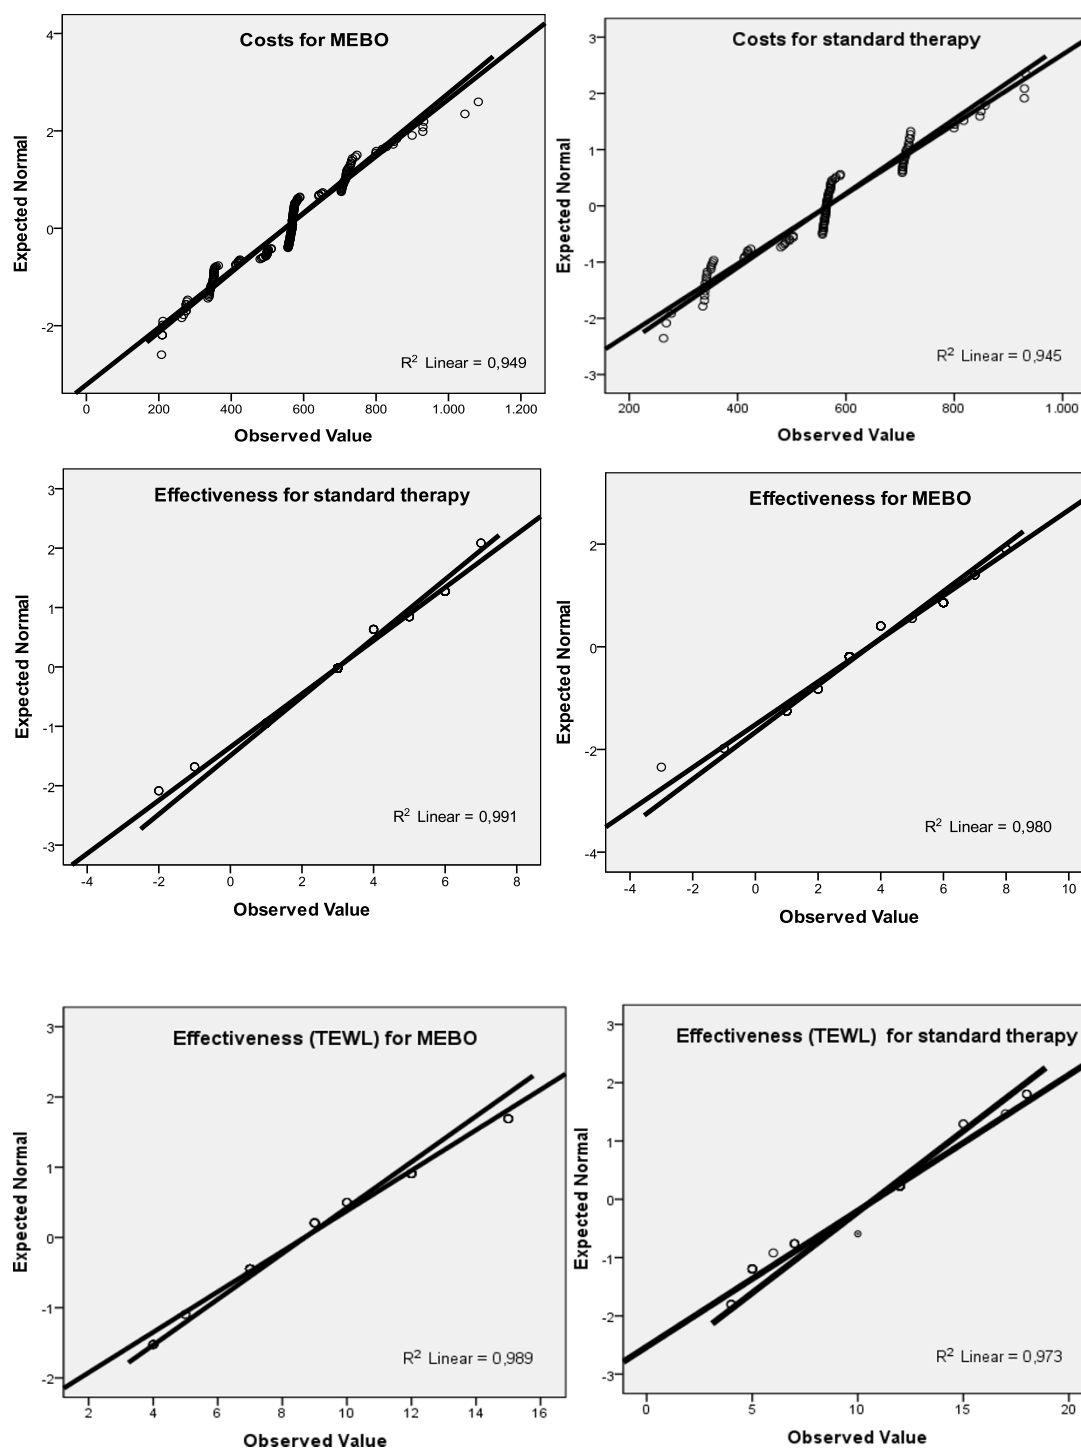 Costs for MEBO
Expected Normal
4
2
0
-2
R² Linear = 0,949
0 200 400 600 800 1.000 1.200
Observed Value
Costs for standard therapy
Expected Normal
3
2
1
0
-1
-2
-3
R² Linear = 0,945
200 400 600 800 1.000
Observed Value
Effectiveness for standard therapy
Expected Normal
3
2
1
0
-1
-2
-3
R² Linear = 0,991
-4 -2 0 2 4 6 8
Observed Value
Effectiveness for MEBO
Expected Normal
2
0
-2
-4
R² Linear = 0,980
-4 -2 0 2 4 6 8 10
Observed Value
Effectiveness (TEWL) for MEBO
Expected Normal
3
2
1
0
-1
-2
R² Linear = 0,989
2 4 6 8 10 12 14 16
Observed Value
Effectiveness (TEWL) for standard therapy
Expected Normal
3
2
1
0
-1
-2
-3
R² Linear = 0,973
0 5 10 15 20
Observed Value